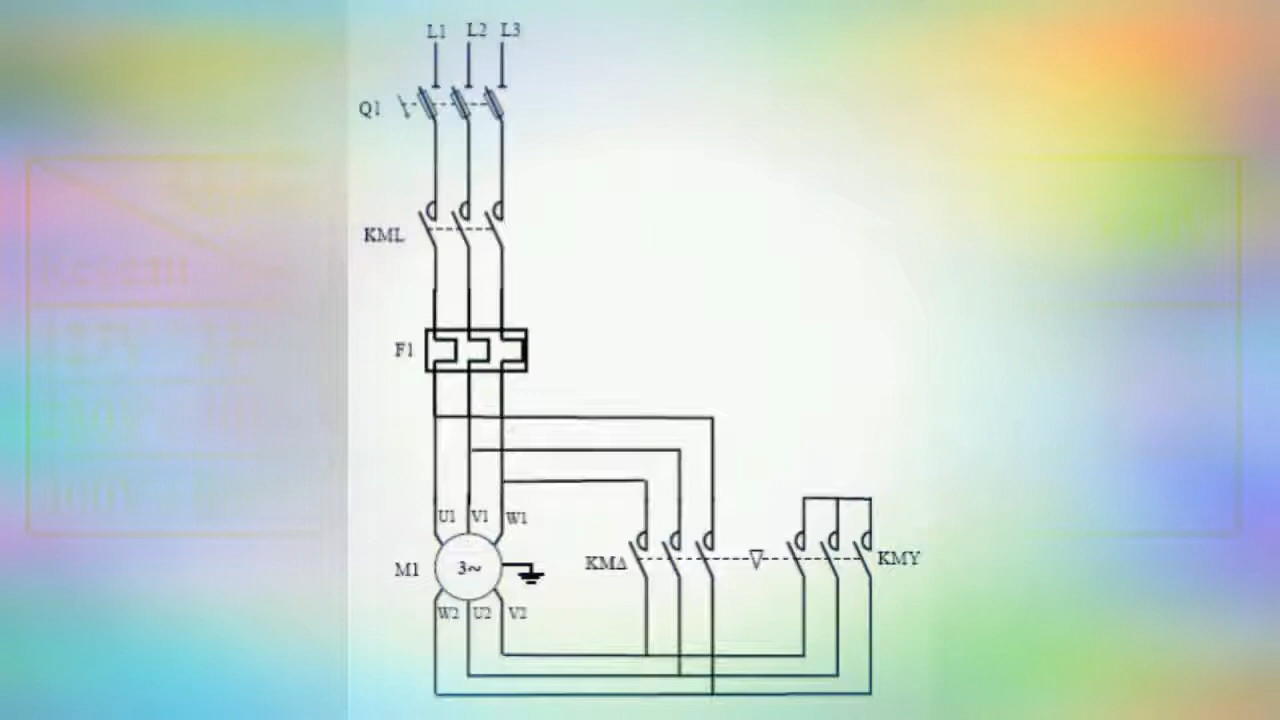 L1 L2 L3
Q1
KML
F1
U1 V1 W1
M1 3~ KMΔ KMY
W2 U2 V2